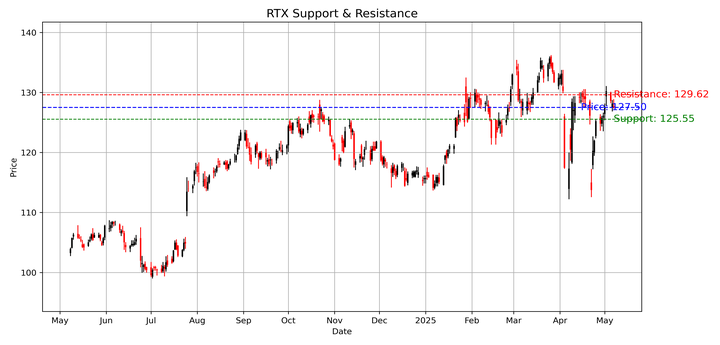 RTX Support & Resistance
140
130
120
110
100
Price
Resistance: 129.62
Price: 127.50
Support: 125.55
May Jun Jul Aug Sep Oct Nov Dec 2025 Feb Mar Apr May
Date